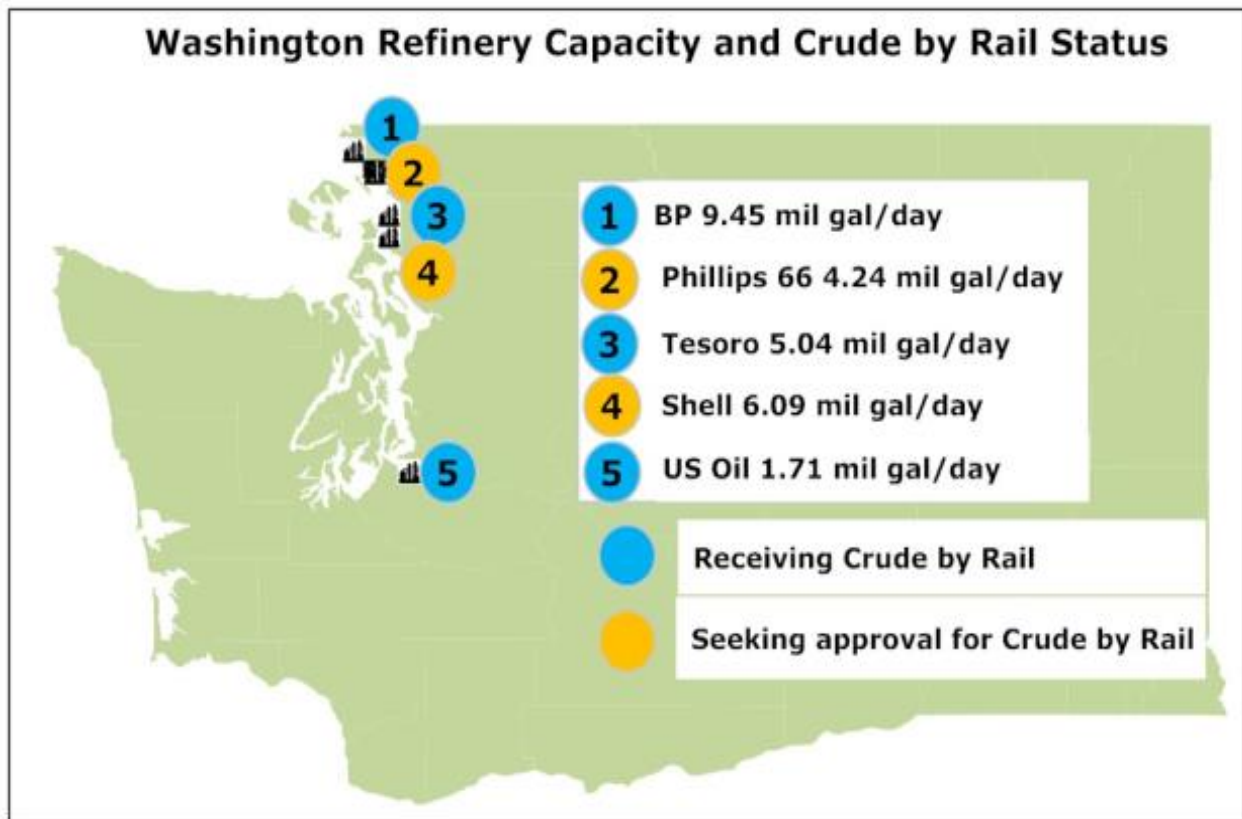 Washington Refinery Capacity and Crude by Rail Status
1
2
3
4
5
1 BP 9.45 mil gal/day
2 Phillips 66 4.24 mil gal/day
3 Tesoro 5.04 mil gal/day
4 Shell 6.09 mil gal/day
5 US Oil 1.71 mil gal/day
Receiving Crude by Rail
Seeking approval for Crude by Rail